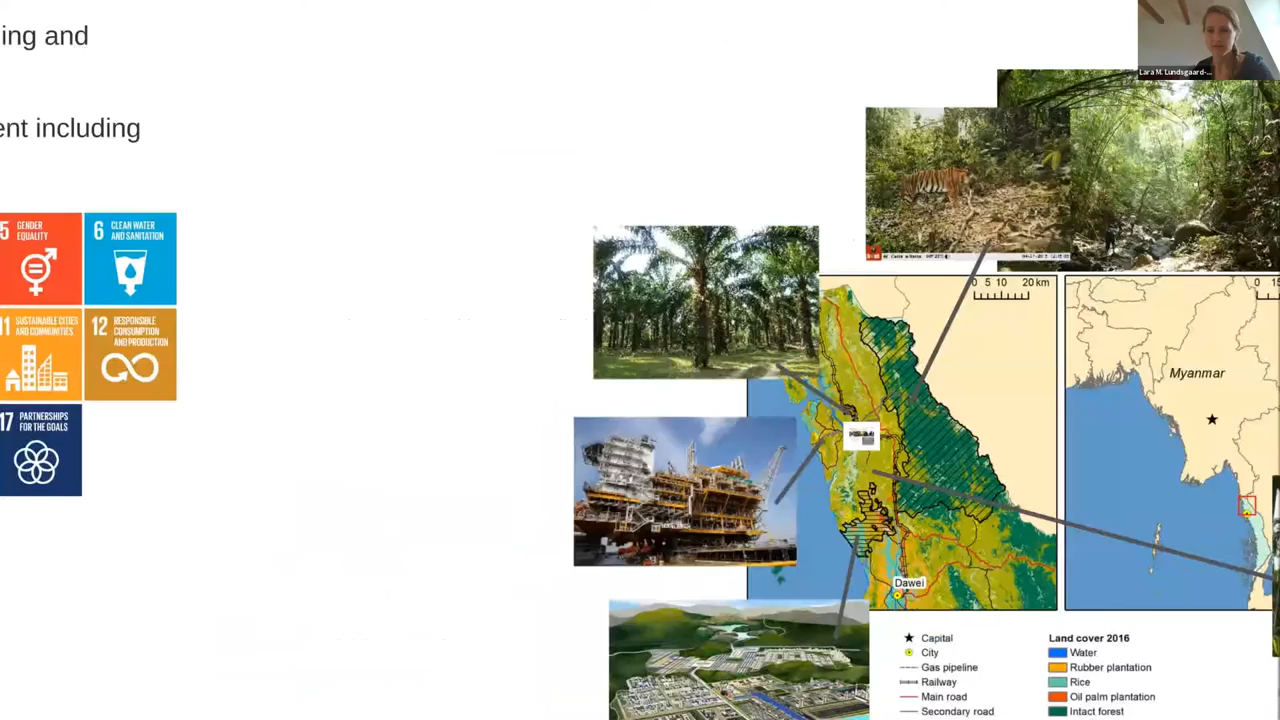 ing and
Lara M. Lundsgaard-...
ent including
5 GENDER
EQUALITY
6 CLEAN WATER
AND SANITATION
11 SUSTAINABLE CITIES
AND COMMUNITIES
12 RESPONSIBLE
CONSUMPTION
AND PRODUCTION
17 PARTNERSHIPS
FOR THE GOALS
0 5 10 20 km
0 15
Myanmar
Dawei
Capital
City
Gas pipeline
Railway
Main road
Secondary road
Land cover 2016
Water
Rubber plantation
Rice
Oil palm plantation
Intact forest